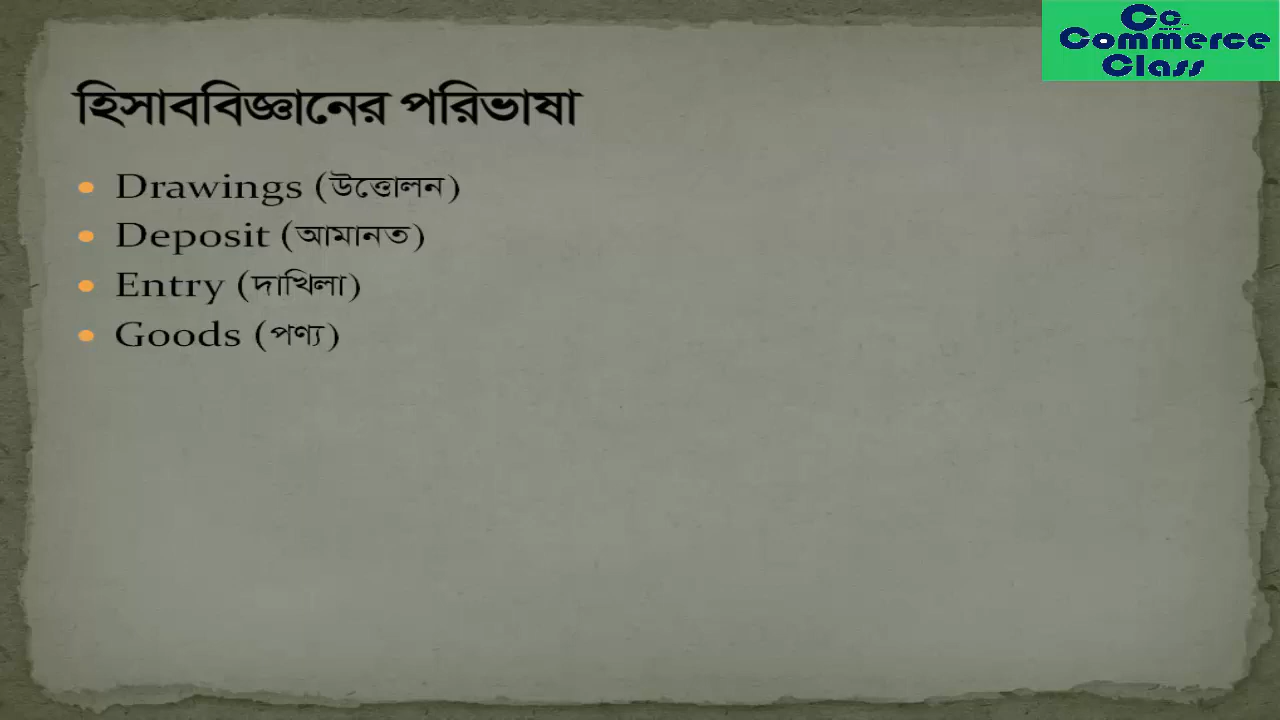 Cc
Commerce
Class
হিসাববিজ্ঞানের পরিভাষা
Drawings (উত্তোলন)
Deposit (আমানত)
Entry (দাখিলা)
Goods (পণ্য)